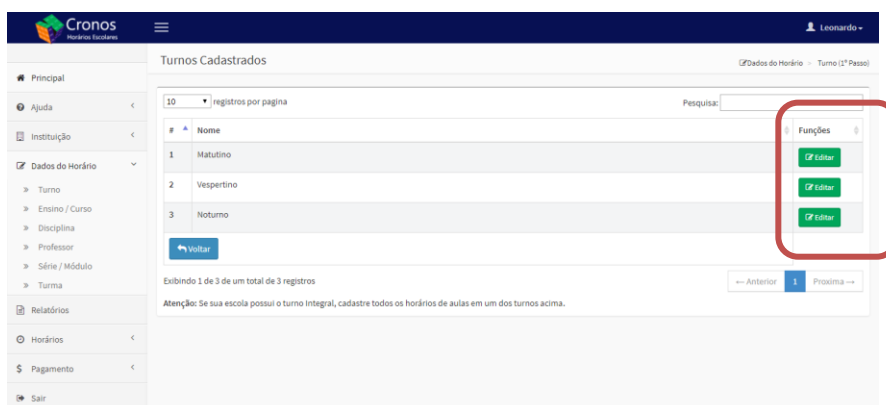 Cronos
Horários Escolares
Leonardo
Turnos Cadastrados
Dados do Horário > Turno (1º Passo)
Principal
Ajuda
Instituição
Dados do Horário
» Turno
» Ensino / Curso
» Disciplina
» Professor
» Série / Módulo
» Turma
Relatórios
Horários
$ Pagamento
Sair
10 registros por pagina
Pesquisa:
# Nome Funções
1 Matutino Editar
2 Vespertino Editar
3 Noturno Editar
Voltar
Exibindo 1 de 3 de um total de 3 registros
← Anterior 1 Proxima →
Atenção: Se sua escola possui o turno Integral, cadastre todos os horários de aulas em um dos turnos acima.